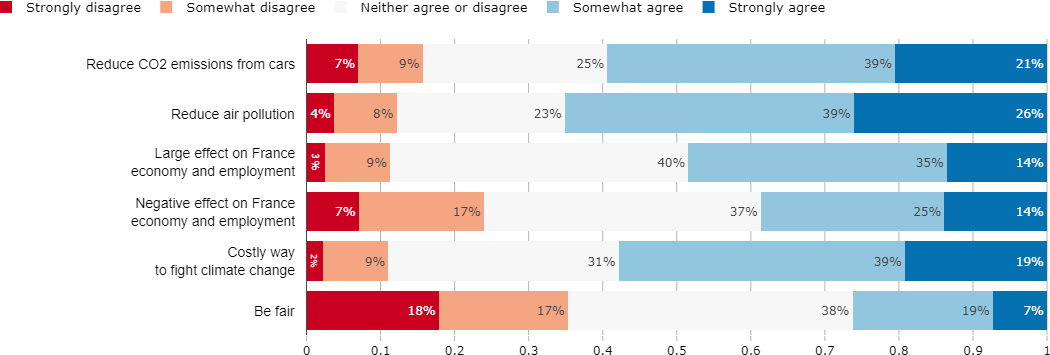 Strongly disagree Somewhat disagree Neither agree or disagree Somewhat agree Strongly agree
Reduce CO2 emissions from cars 7% 9% 25% 39% 21%
Reduce air pollution 4% 8% 23% 39% 26%
Large effect on France
economy and employment 3% 9% 40% 35% 14%
Negative effect on France
economy and employment 7% 17% 37% 25% 14%
Costly way
to fight climate change 2% 9% 31% 39% 19%
Be fair 18% 17% 38% 19% 7%
0 0.1 0.2 0.3 0.4 0.5 0.6 0.7 0.8 0.9 1